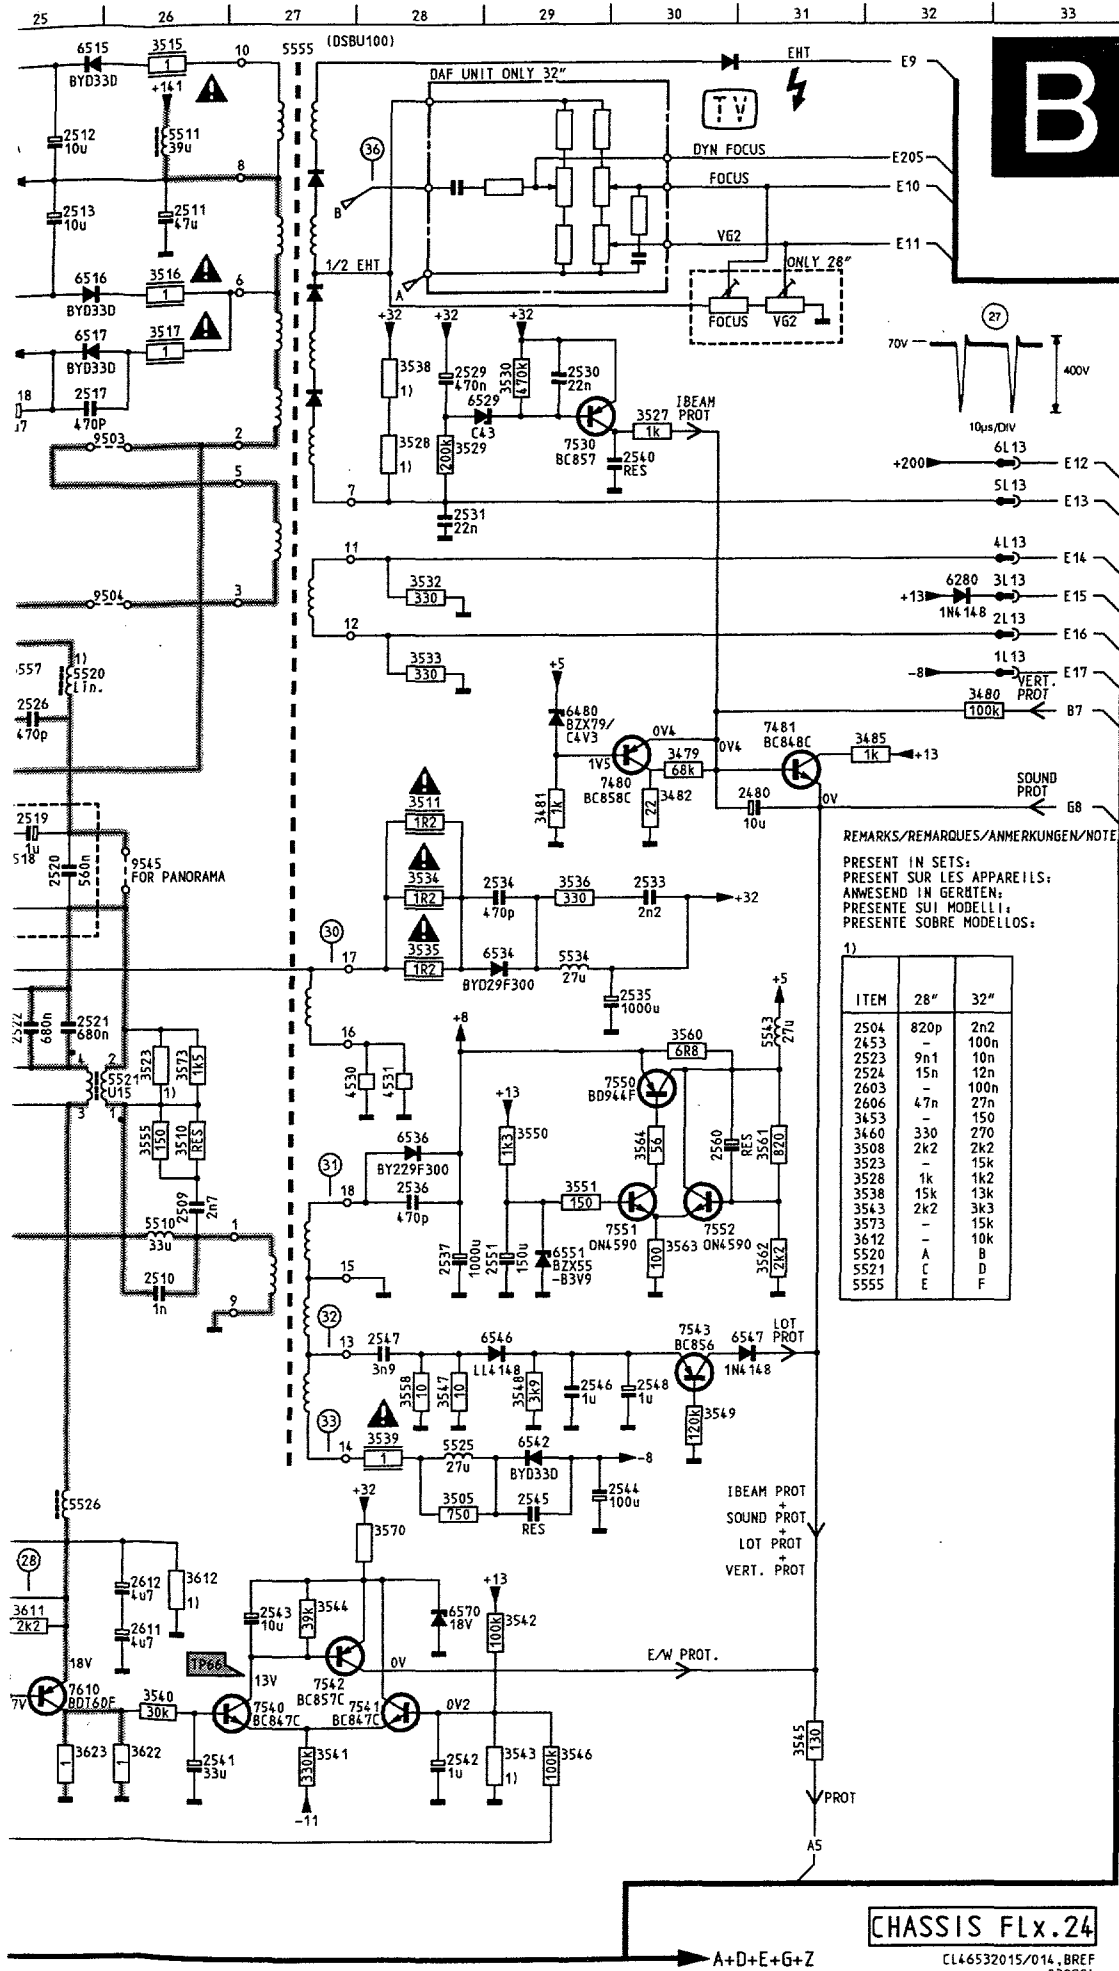 25 26 27 28 29 30 31 32 33
6515
BYD33D
3515
1
+141
10
5555
(DSBU100)
EHT
E9
B
DAF UNIT ONLY 32"
TV
2512
10u
5511
39u
8
36
B
DYN FOCUS
E205
FOCUS
E10
2513
10u
2511
47u
VG2
E11
1/2 EHT
A
ONLY 28"
FOCUS
VG2
6516
BYD33D
3516
1
6
6517
BYD33D
3517
1
2517
470P
18
+32
+32
+32
3538
1)
2529
470n
3530
470k
2530
22n
6529
C43
3528
1)
200k
3529
7530
BC857
3527
1k
IBEAM
PROT
2540
RES
27
70V
400V
10µs/DIV
9503
2
5
7
2531
22n
+200
6L13
E12
5L13
E13
9504
3
11
3532
330
12
3533
330
4L13
E14
+13
6280
1N4148
3L13
E15
2L13
E16
-8
1L13
E17
VERT.
PROT
3480
100k
B7
557
1)
5520
Lin.
2526
470p
+5
6480
BZX79/
C4V3
0V4
0V4
1V5
7480
BC858C
3479
68k
3481
1k
22
3482
2480
10u
7481
BC848C
3485
1k
+13
0V
SOUND
PROT
G8
2519
1u
518
2520
560n
9545
FOR PANORAMA
3511
1R2
3534
1R2
3535
1R2
2534
470p
3536
330
2533
2n2
+32
30
17
6534
BYD29F300
5534
27u
2535
1000u
REMARKS/REMARQUES/ANMERKUNGEN/NOTE
PRESENT IN SETS:
PRESENT SUR LES APPAREILS:
ANWESEND IN GERÄTEN:
PRESENTE SUI MODELLI:
PRESENTE SOBRE MODELLOS:
1)
ITEM 28" 32"
2504 820p 2n2
2453 - 100n
2523 9n1 10n
2524 15n 12n
2603 - 100n
2606 47n 27n
3453 - 150
3460 330 270
3508 2k2 2k2
3523 - 15k
3528 1k 1k2
3538 15k 13k
3543 2k2 3k3
3573 - 15k
3612 - 10k
5520 A B
5521 C D
5555 E F
2522
680n
2521
680n
4
2
3
1
5521
U15
3523
1)
3573
1k5
3555
150
3510
RES
2509
2n7
5510
33u
2510
1n
1
9
16
4530
4531
+8
3560
6R8
5543
27u
+5
7550
BD944F
+13
1k3
3550
3564
56
2560
RES
3561
820
31
18
6536
BY229F300
2536
470p
3551
150
7551
ON4590
7552
ON4590
2537
1000u
2551
150u
6551
BZX55
-B3V9
100
3563
3562
2k2
15
32
13
2547
3n9
3558
10
3547
10
6546
LL4148
3548
3k9
2546
1u
2548
1u
7543
BC856
6547
1N4148
LOT
PROT
120k
3549
33
14
3539
1
5525
27u
6542
BYD33D
-8
3505
750
2545
RES
2544
100u
IBEAM PROT
+
SOUND PROT
+
LOT PROT
+
VERT. PROT
5526
+32
3570
28
3611
2k2
2612
4u7
2611
4u7
3612
1)
2543
10u
3544
39k
6570
18V
+13
100k
3542
TP66
13V
0V
E/W PROT.
18V
7V
7610
BDT60F
3540
30k
7540
BC847C
7542
BC857C
7541
BC847C
0V2
1
3623
1
3622
2541
33u
330k
3541
-11
2542
1u
3543
1)
100k
3546
3545
130
PROT
A5
CHASSIS FLx.24
A+D+E+G+Z
CL46532015/014.BREF